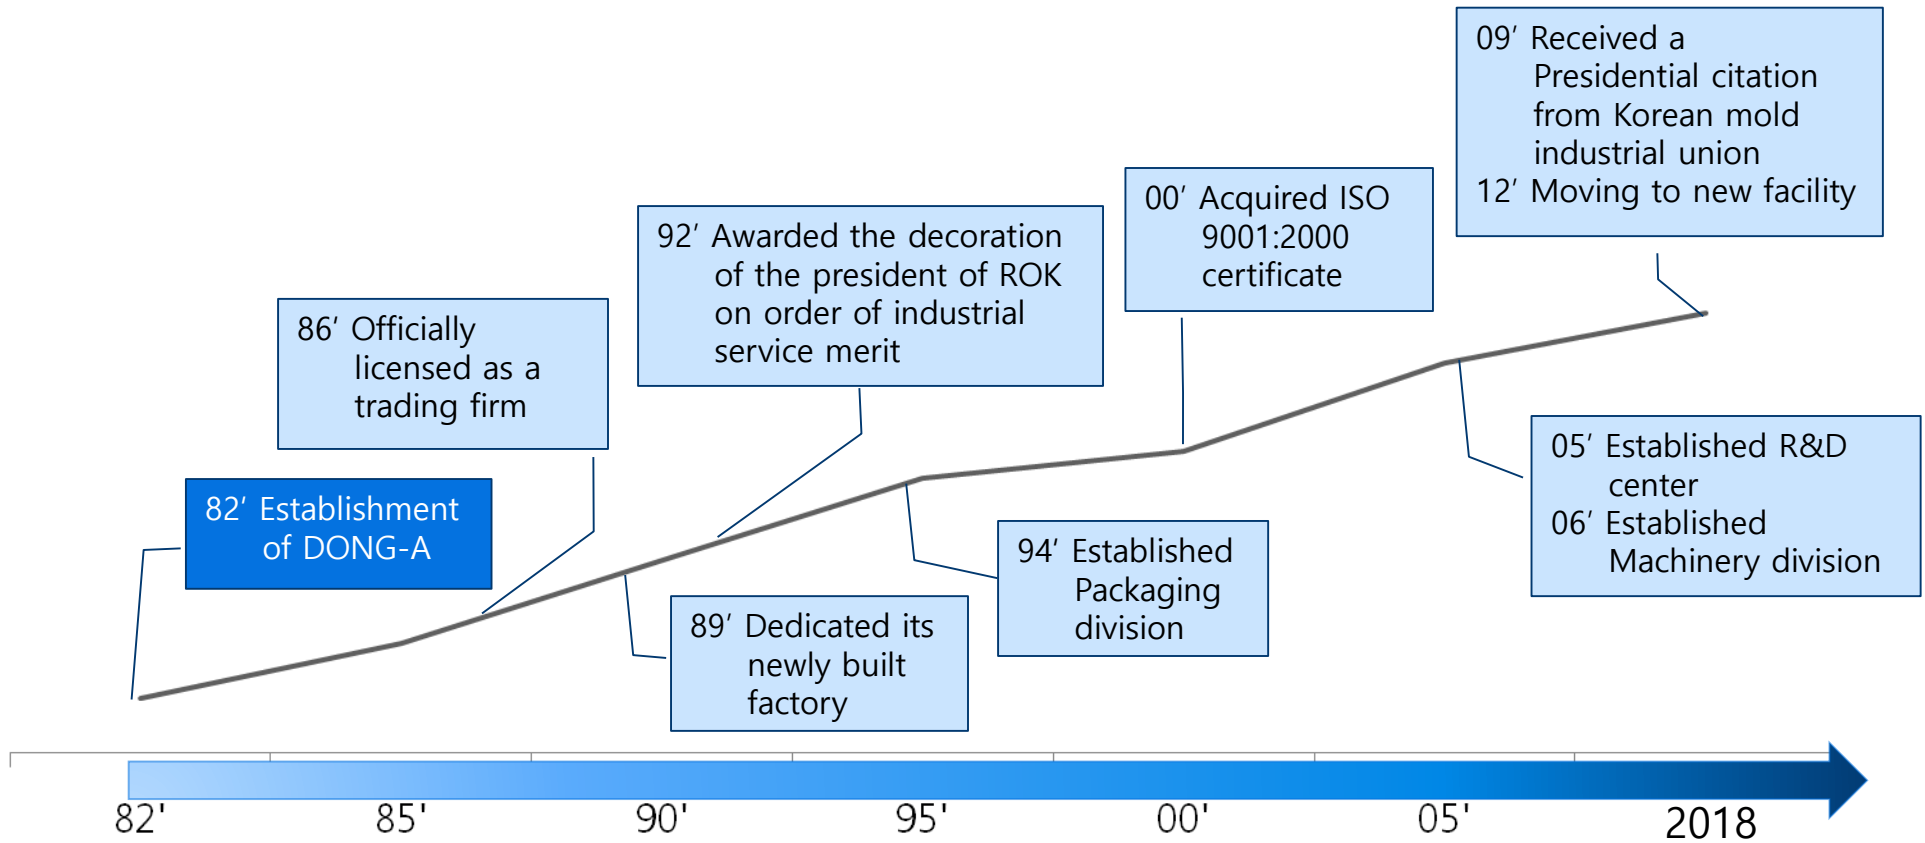 09′ Received a
Presidential citation
from Korean mold
industrial union
12′ Moving to new facility
00′ Acquired ISO
9001:2000
certificate
92′ Awarded the decoration
of the president of ROK
on order of industrial
service merit
86′ Officially
licensed as a
trading firm
82′ Establishment
of DONG-A
05′ Established R&D
center
06′ Established
Machinery division
94′ Established
Packaging
division
89′ Dedicated its
newly built
factory
82' 85' 90' 95' 00' 05' 2018